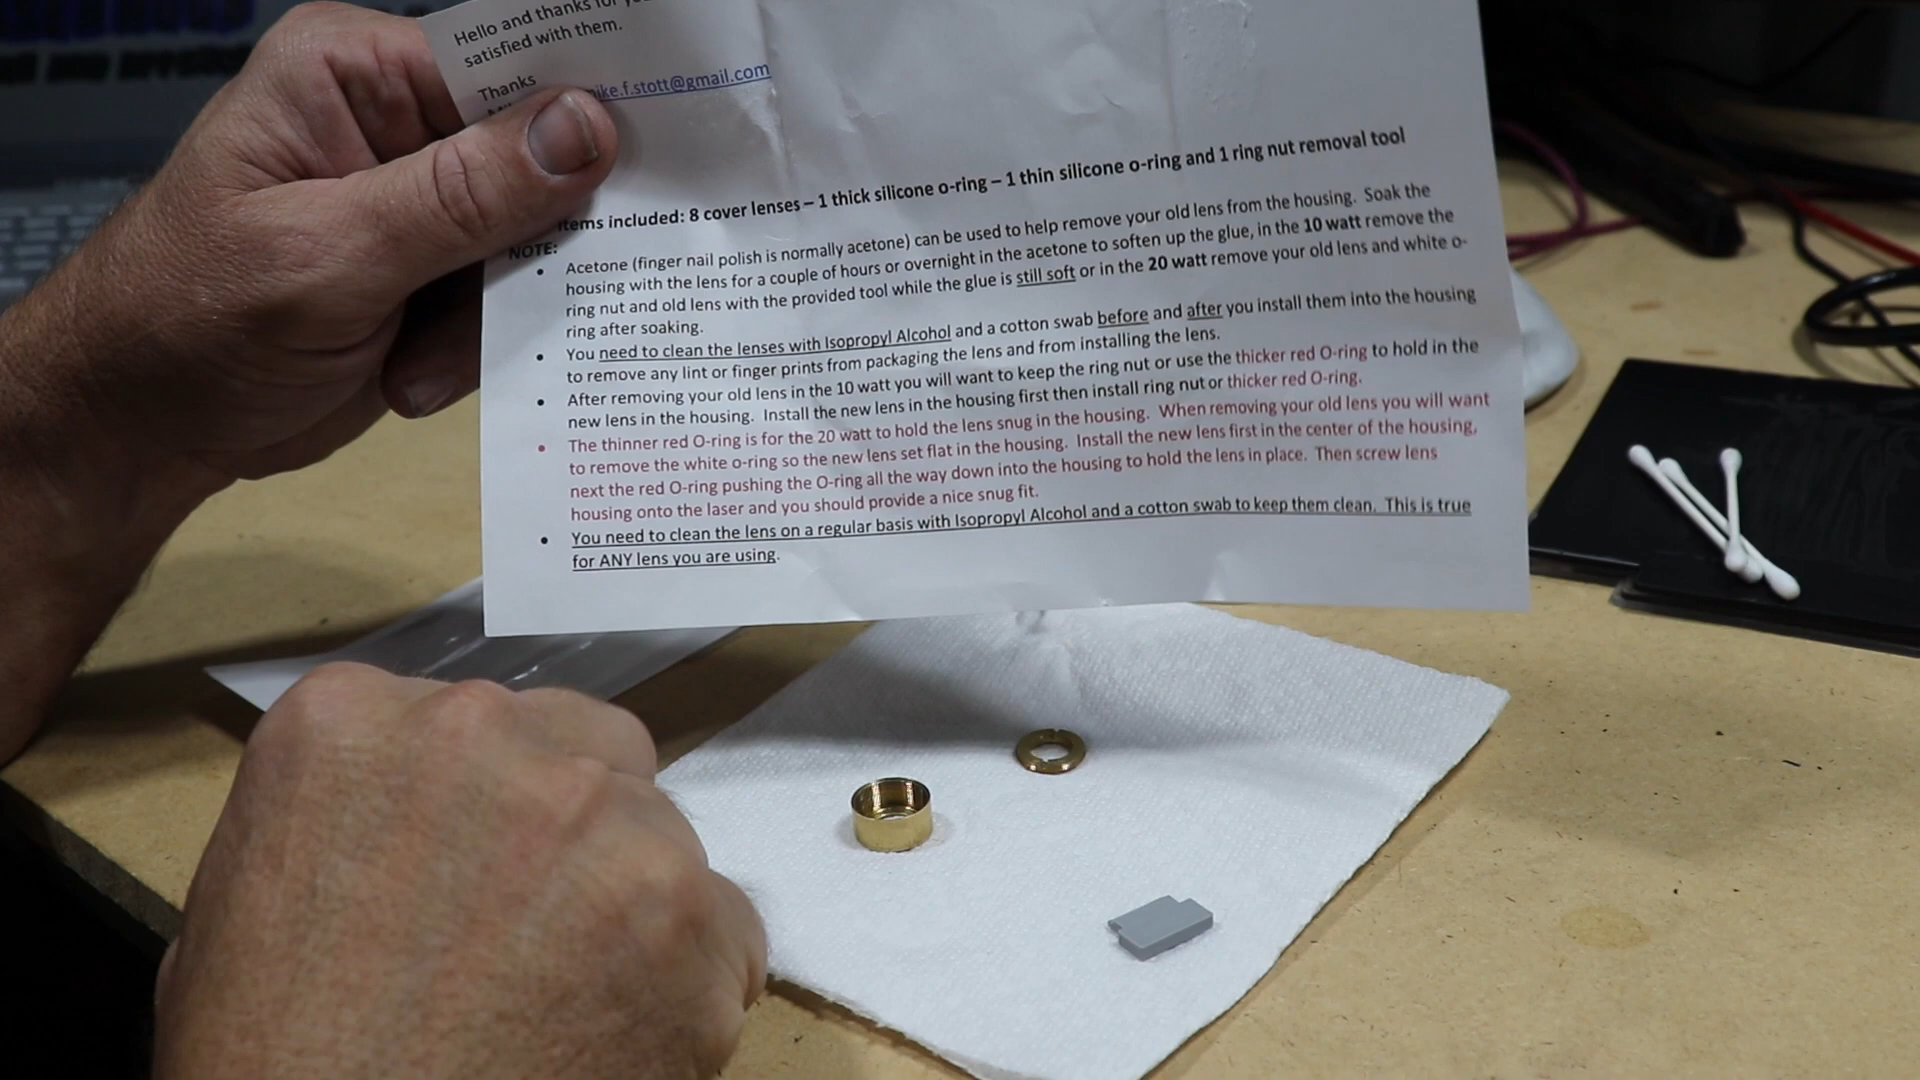 Hello and thanks for
satisfied with them.
Thanks
ike.f.stott@gmail.com
Items included: 8 cover lenses – 1 thick silicone o-ring – 1 thin silicone o-ring and 1 ring nut removal tool
NOTE:
• Acetone (finger nail polish is normally acetone) can be used to help remove your old lens from the housing. Soak the
housing with the lens for a couple of hours or overnight in the acetone to soften up the glue, in the 10 watt remove the
ring nut and old lens with the provided tool while the glue is still soft or in the 20 watt remove your old lens and white o-
ring after soaking.
• You need to clean the lenses with Isopropyl Alcohol and a cotton swab before and after you install them into the housing
to remove any lint or finger prints from packaging the lens and from installing the lens.
• After removing your old lens in the 10 watt you will want to keep the ring nut or use the thicker red O-ring to hold in the
new lens in the housing. Install the new lens in the housing first then install ring nut or thicker red O-ring.
• The thinner red O-ring is for the 20 watt to hold the lens snug in the housing. When removing your old lens you will want
to remove the white o-ring so the new lens set flat in the housing. Install the new lens first in the center of the housing,
next the red O-ring pushing the O-ring all the way down into the housing to hold the lens in place. Then screw lens
housing onto the laser and you should provide a nice snug fit.
• You need to clean the lens on a regular basis with Isopropyl Alcohol and a cotton swab to keep them clean. This is true
for ANY lens you are using.